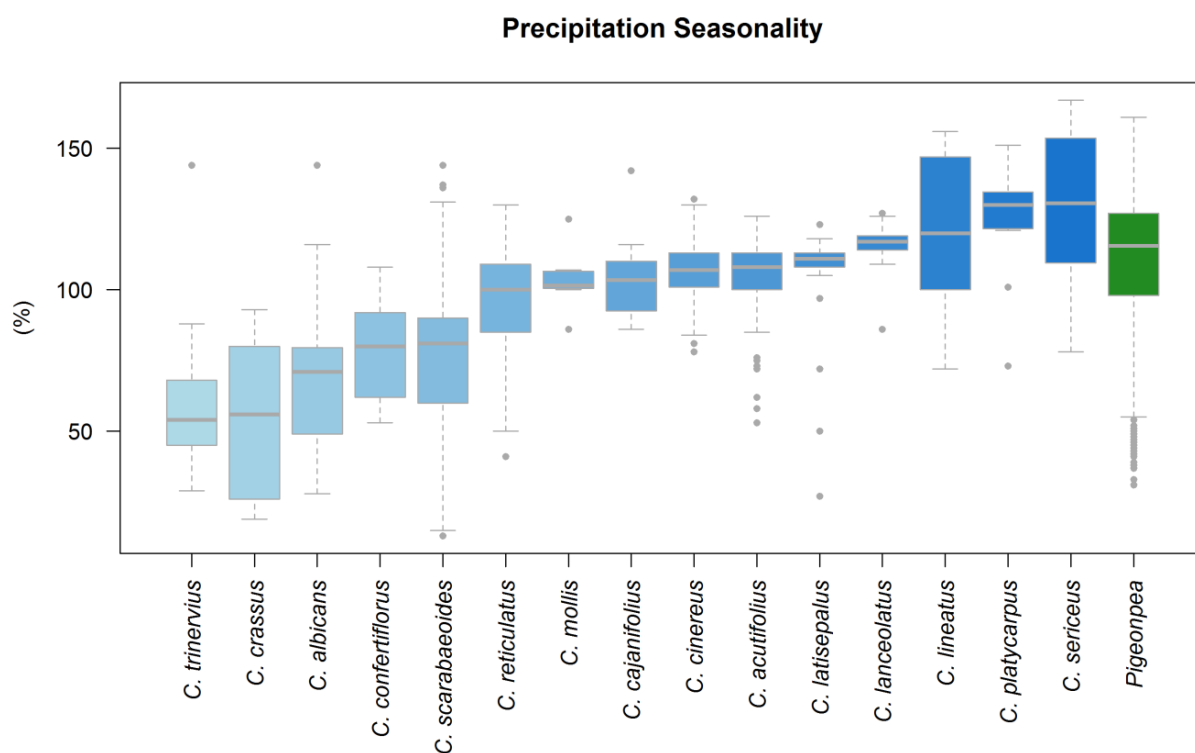 Precipitation Seasonality
(%)
150
100
50
C. trinervius
C. crassus
C. albicans
C. confertiflorus
C. scarabaeoides
C. reticulatus
C. mollis
C. cajanifolius
C. cinereus
C. acutifolius
C. latisepalus
C. lanceolatus
C. lineatus
C. platycarpus
C. sericeus
Pigeonpea